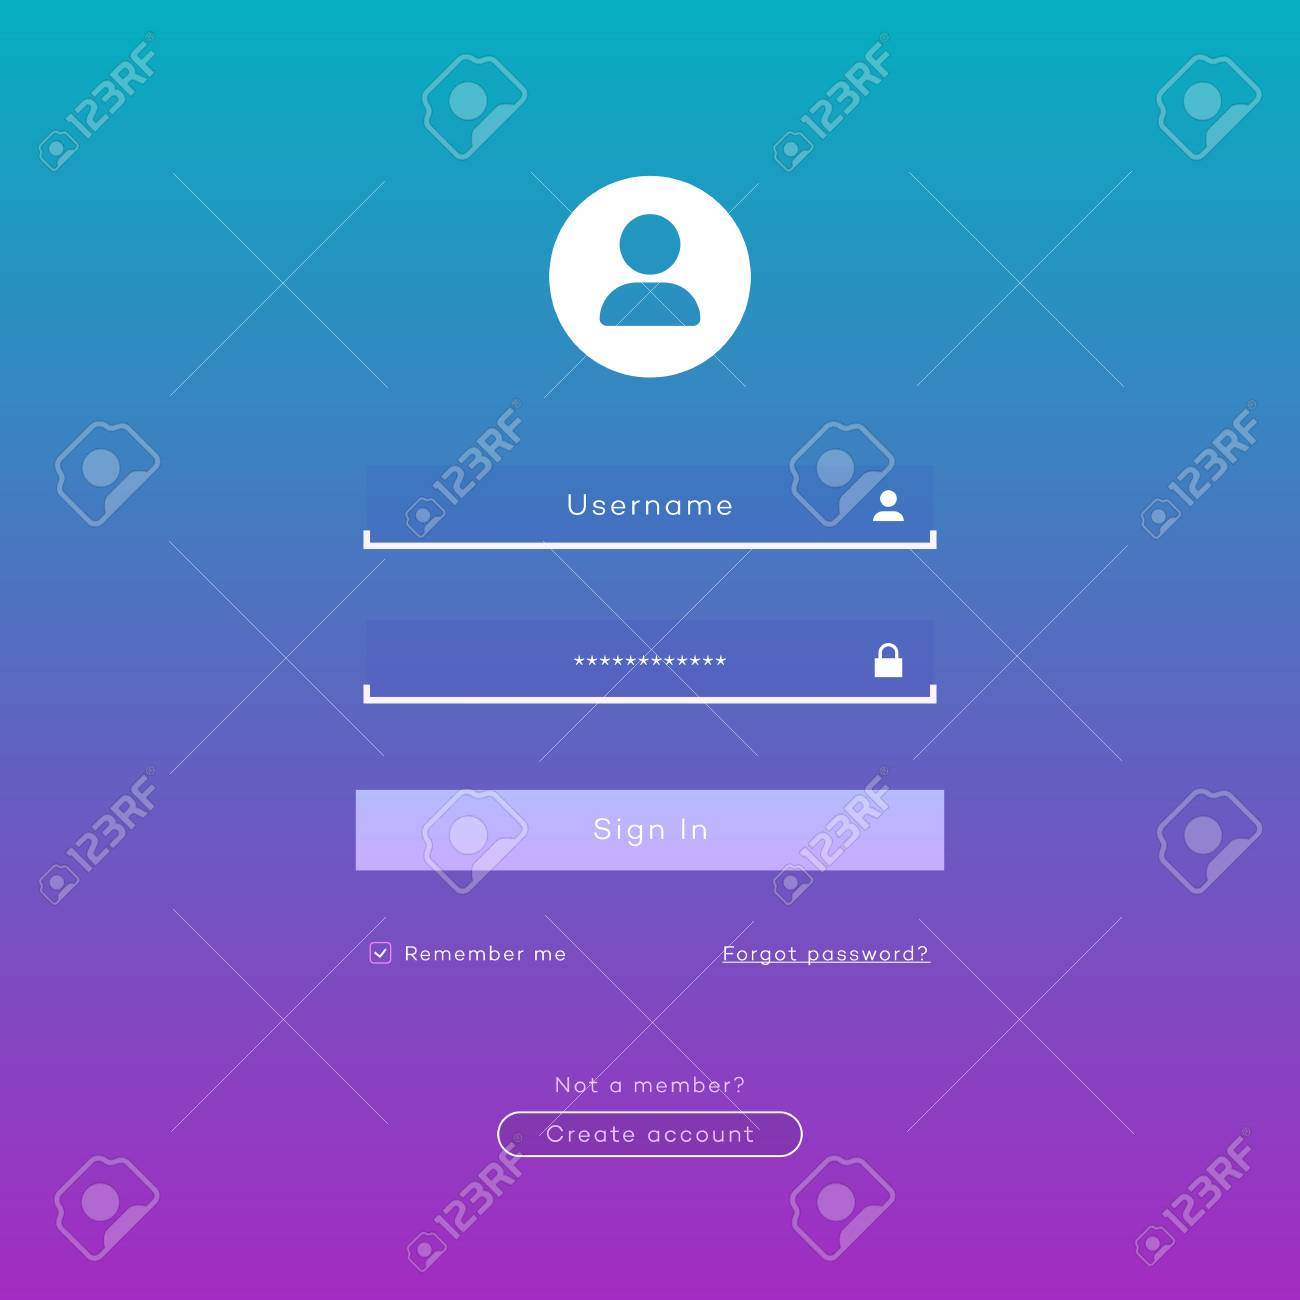 123RF
123RF
Username
123RF
123RF
************
Sign In
123RF
123RF
Remember me
Forgot password?
Not a member?
Create account
123RF
123RF